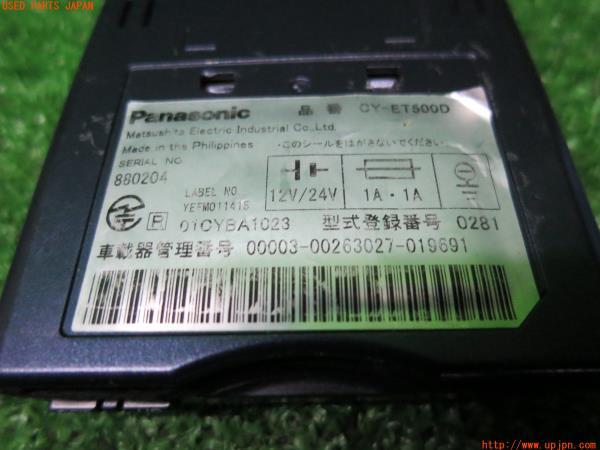 USED PARTS JAPAN
Panasonic 品番 CY-ET500D
Matsushita Electric Industrial Co.,Ltd.
Made in the Philippines ・このシールをはがさないでください。
SERIAL NO.
860204
LABEL NO.
YEFM011415
12V/24V 1A・1A
R 01CYBA1023 型式登録番号 0281
車載器管理番号 00003-00263027-019691
http://www.upjpn.com/